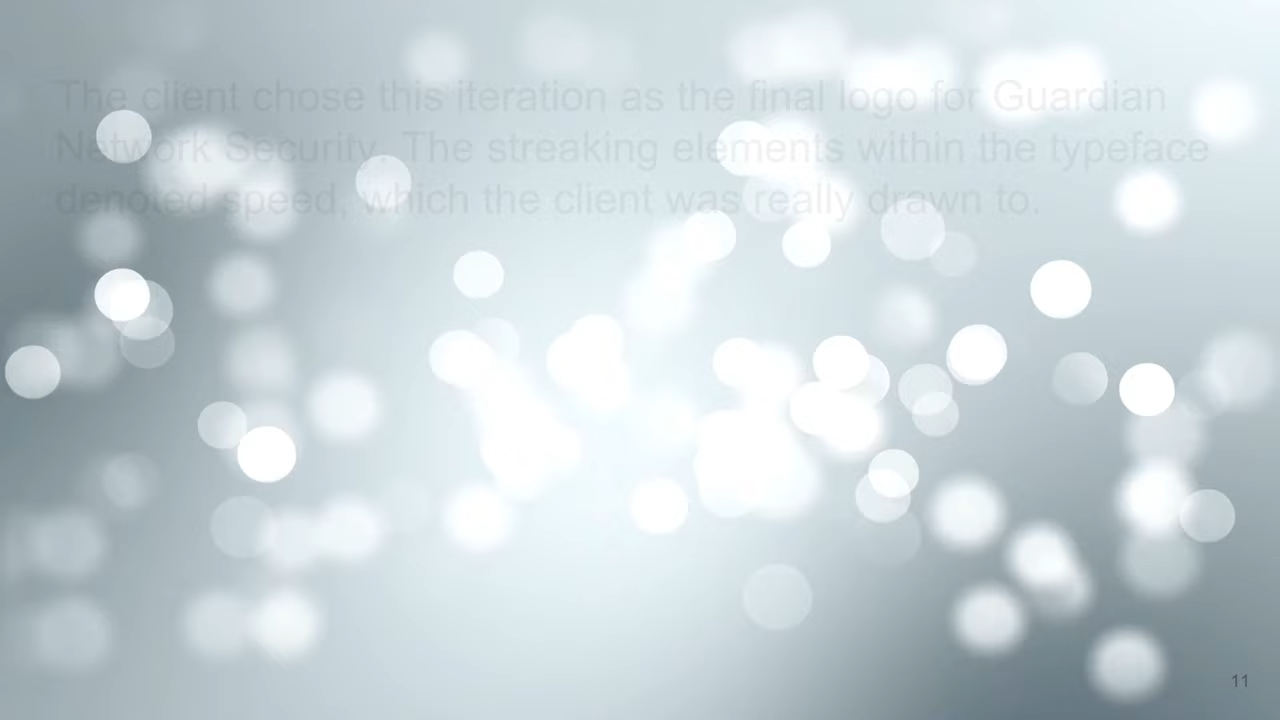 The client chose this iteration as the final logo for Guardian
Network Security. The streaking elements within the typeface
denoted speed, which the client was really drawn to.
11